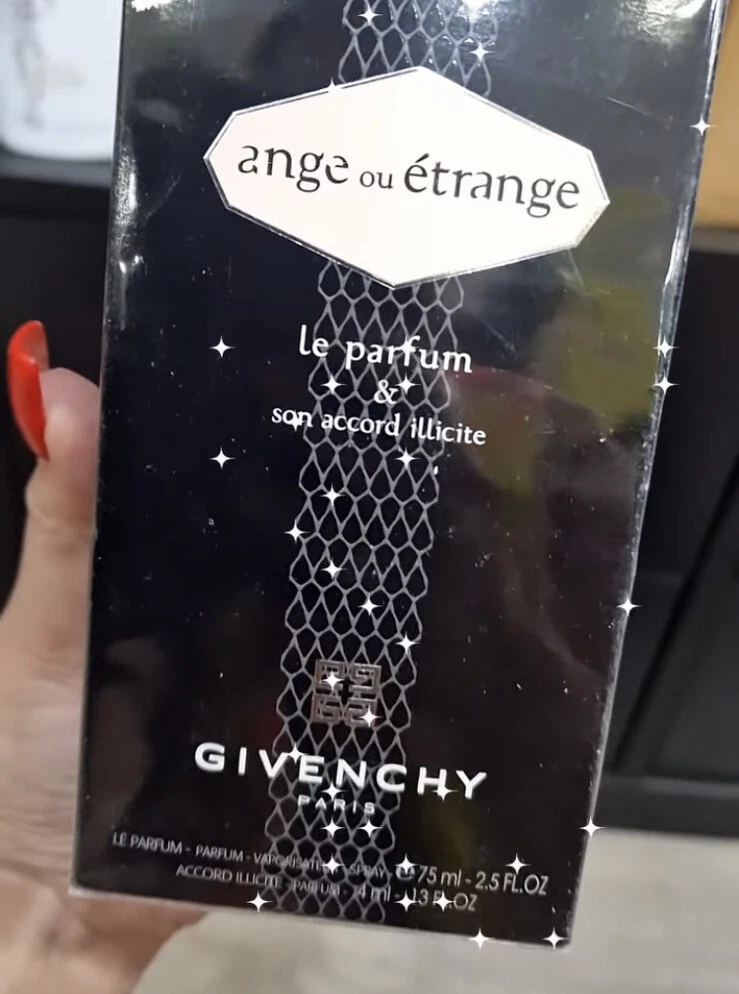 ange ou étrange
le parfum
&
son accord illicite
GIVENCHY
PARIS
LE PARFUM - PARFUM - VAPORISATEUR - SPRAY - 75 ml - 2.5 FL.OZ
ACCORD ILLICITE - PARFUM - 4 ml - .13 FL.OZ